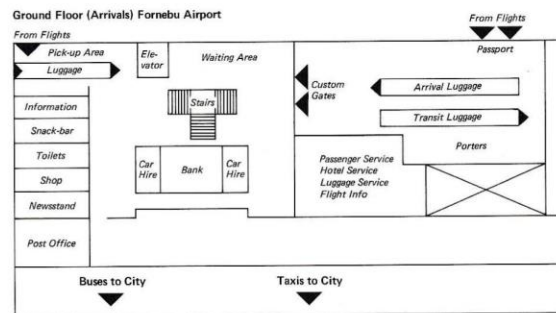 Ground Floor (Arrivals) Fornebu Airport
From Flights
From Flights
Pick-up Area
Ele-
vator
Waiting Area
Passport
Luggage
Custom
Gates
Arrival Luggage
Information
Stairs
Transit Luggage
Snack-bar
Toilets
Car
Hire
Bank
Car
Hire
Passenger Service
Hotel Service
Luggage Service
Flight Info
Porters
Shop
Newsstand
Post Office
Buses to City
Taxis to City